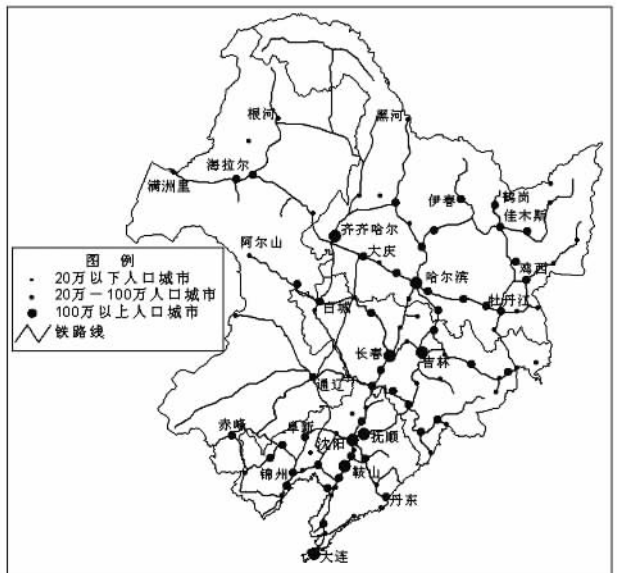 根河
黑河
海拉尔
满洲里
伊春
鹤岗
佳木斯
齐齐哈尔
阿尔山
大庆
鸡西
哈尔滨
图 例
20万以下人口城市
20万一100万人口城市
100万以上人口城市
铁路线
白城
牡丹江
长春
吉林
通辽
赤峰
阜新
沈阳
抚顺
锦州
鞍山
丹东
大连